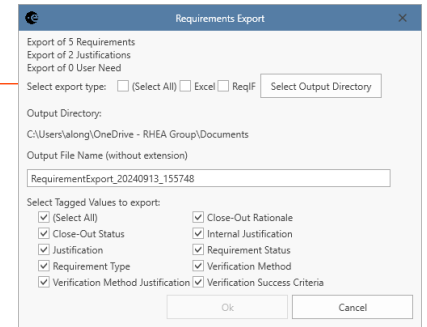 Requirements Export
Export of 5 Requirements
Export of 2 Justifications
Export of 0 User Need
Select export type: (Select All) Excel ReqIF Select Output Directory
Output Directory:
C:\Users\along\OneDrive - RHEA Group\Documents
Output File Name (without extension)
RequirementExport_20240913_155748
Select Tagged Values to export:
(Select All) Close-Out Rationale
Close-Out Status Internal Justification
Justification Requirement Status
Requirement Type Verification Method
Verification Method Justification Verification Success Criteria
Ok Cancel